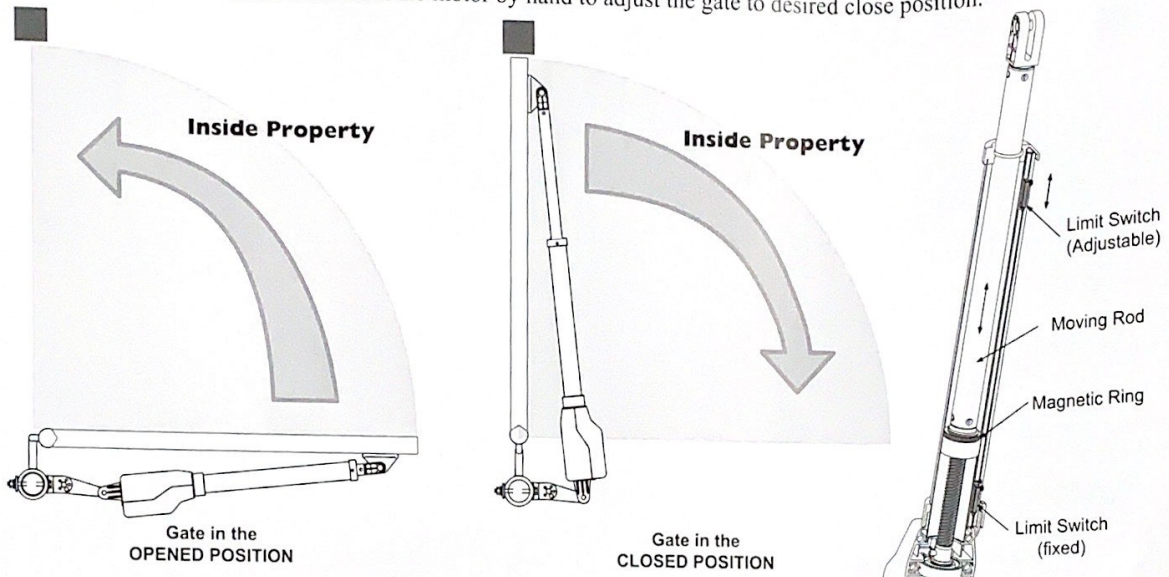 motor by hand to adjust the gate to desired close position.
Inside Property
Inside Property
Limit Switch
(Adjustable)
Moving Rod
Magnetic Ring
Limit Switch
(fixed)
Gate in the
OPENED POSITION
Gate in the
CLOSED POSITION